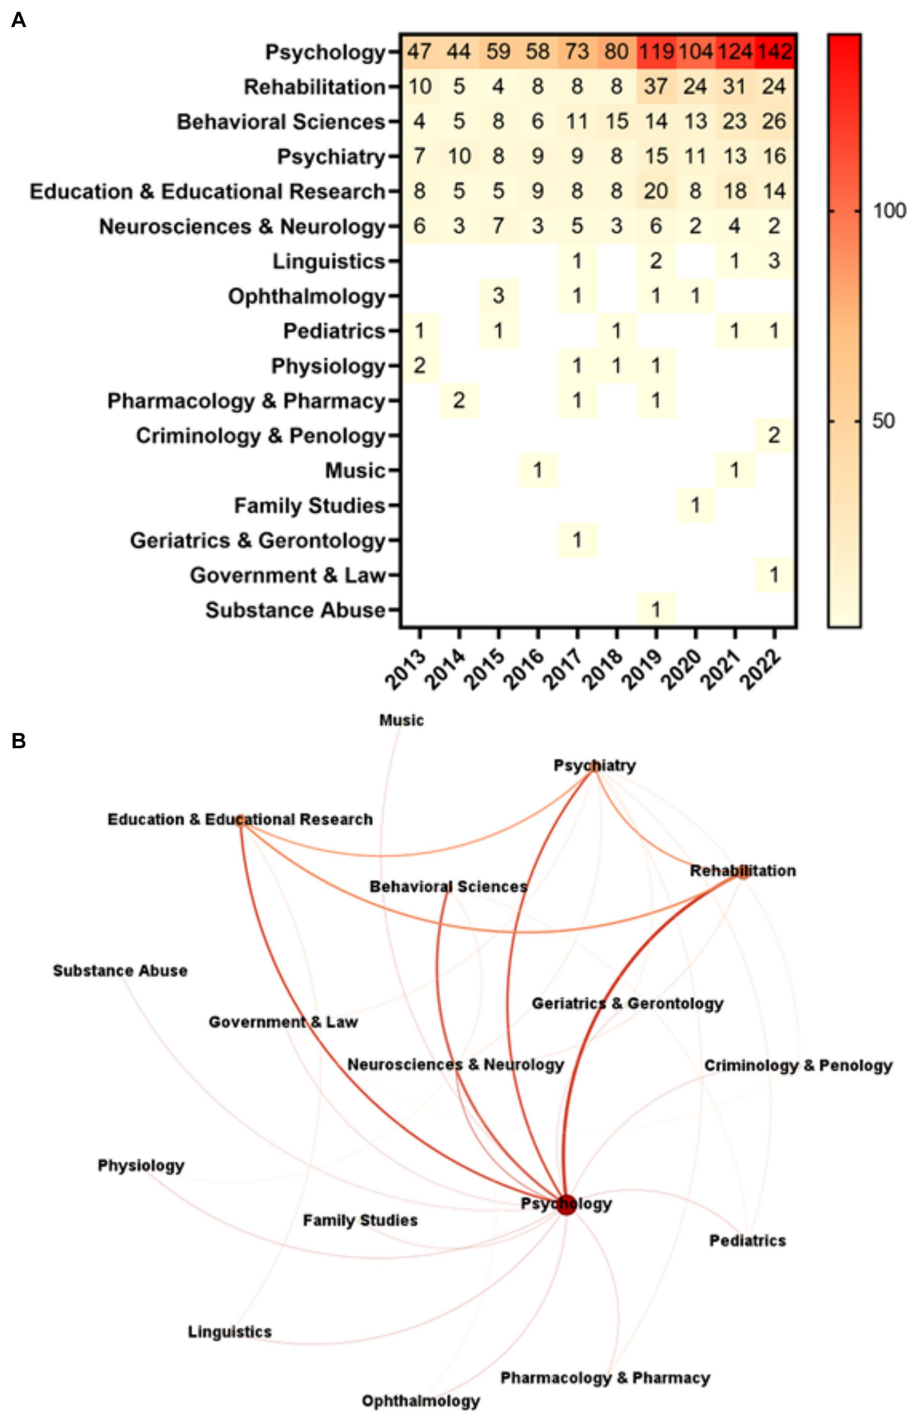 A
Psychology 47 44 59 58 73 80 119 104 124 142
Rehabilitation 10 5 4 8 8 8 37 24 31 24
Behavioral Sciences 4 5 8 6 11 15 14 13 23 26
Psychiatry 7 10 8 9 9 8 15 11 13 16
Education & Educational Research 8 5 5 9 8 8 20 8 18 14
Neurosciences & Neurology 6 3 7 3 5 3 6 2 4 2
100
Linguistics 1 2 1 3
Ophthalmology 3 1 1 1
Pediatrics 1 1 1 1 1
Physiology 2 1 1 1
Pharmacology & Pharmacy 2 1 1
50
Criminology & Penology 2
Music 1 1
Family Studies 1
Geriatrics & Gerontology 1
Government & Law 1
Substance Abuse 1
2013 2014 2015 2016 2017 2018 2019 2020 2021 2022
B
Music
Psychiatry
Education & Educational Research
Rehabilitation
Behavioral Sciences
Substance Abuse
Geriatrics & Gerontology
Government & Law
Neurosciences & Neurology
Criminology & Penology
Physiology
Psychology
Family Studies
Pediatrics
Linguistics
Pharmacology & Pharmacy
Ophthalmology